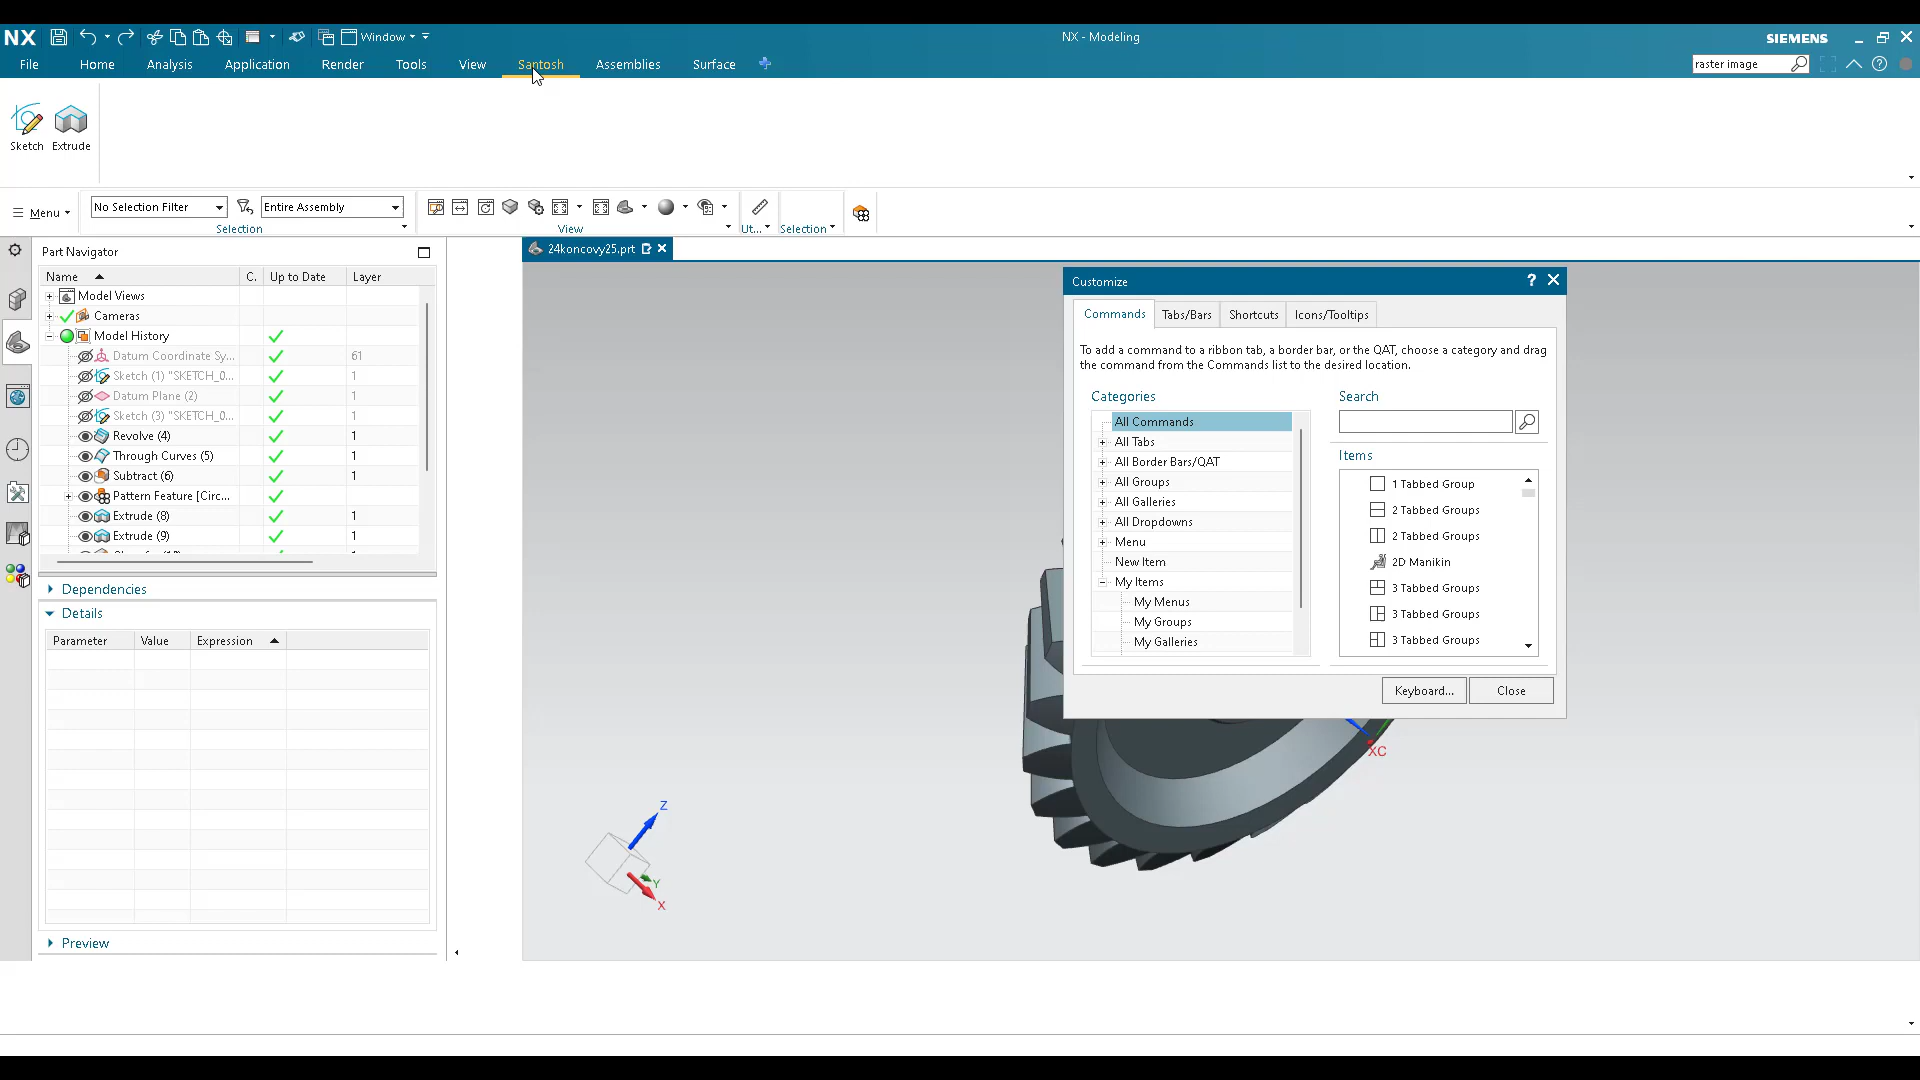 NX Window NX - Modeling SIEMENS
File Home Analysis Application Render Tools View Santosh Assemblies Surface raster image
Sketch Extrude
Menu No Selection Filter Entire Assembly
Selection View Ut... Selection
Part Navigator
24koncovy25.prt
Name C. Up to Date Layer
Model Views
Cameras
Model History
Datum Coordinate Sy... 61
Sketch (1) "SKETCH_0... 1
Datum Plane (2) 1
Sketch (3) "SKETCH_0... 1
Revolve (4) 1
Through Curves (5) 1
Subtract (6) 1
Pattern Feature [Circ...
Extrude (8) 1
Extrude (9) 1
Dependencies
Details
Parameter Value Expression
Preview
Customize
Commands Tabs/Bars Shortcuts Icons/Tooltips
To add a command to a ribbon tab, a border bar, or the QAT, choose a category and drag
the command from the Commands list to the desired location.
Categories
All Commands
All Tabs
All Border Bars/QAT
All Groups
All Galleries
All Dropdowns
Menu
New Item
My Items
My Menus
My Groups
My Galleries
Search
Items
1 Tabbed Group
2 Tabbed Groups
2 Tabbed Groups
2D Manikin
3 Tabbed Groups
3 Tabbed Groups
3 Tabbed Groups
Keyboard... Close
XC
Z
Y
X